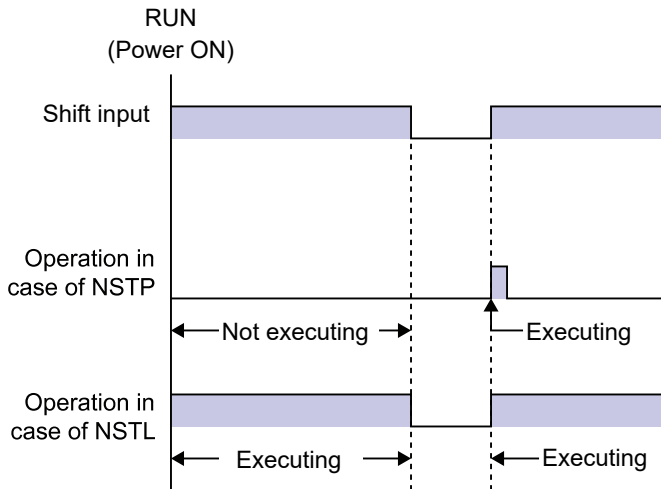 RUN
(Power ON)
Shift input
Operation in
case of NSTP
Not executing
Executing
Operation in
case of NSTL
Executing
Executing